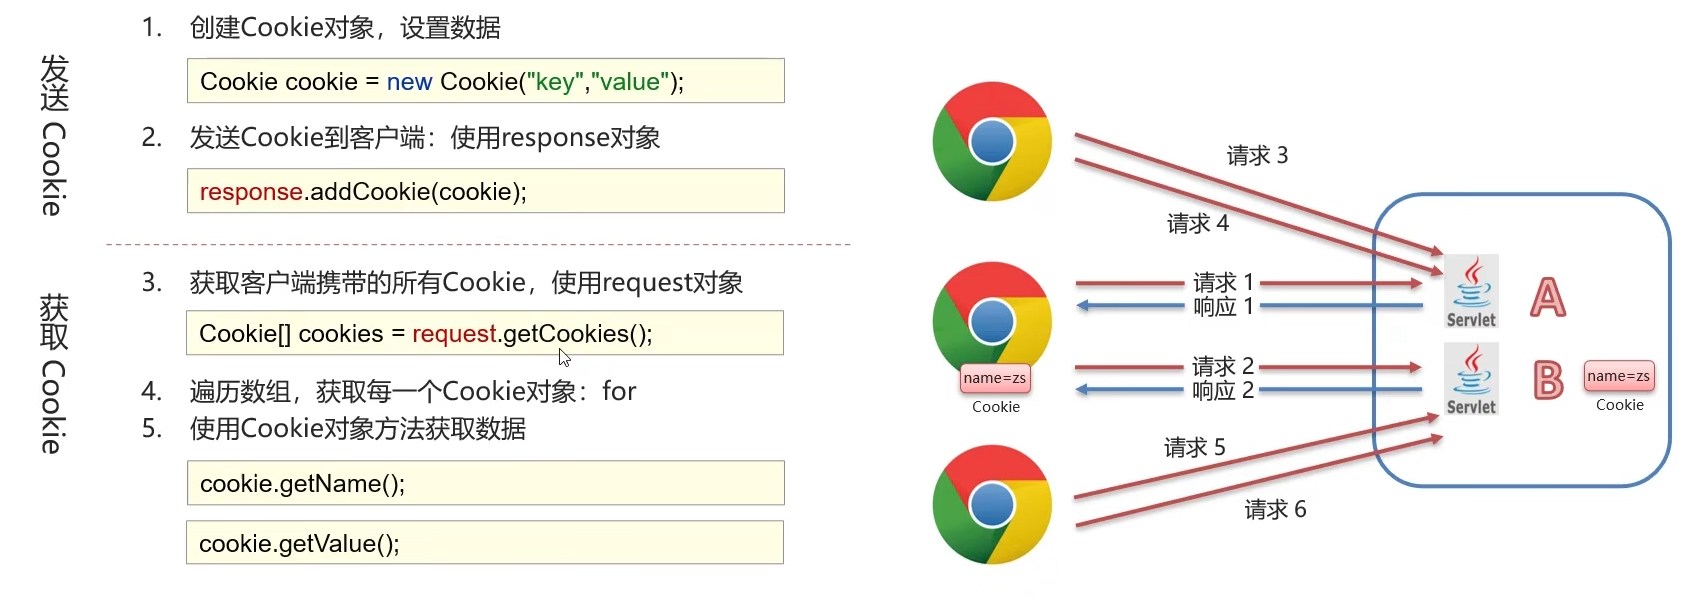 发送 Cookie
1. 创建Cookie对象，设置数据
Cookie cookie = new Cookie("key","value");
2. 发送Cookie到客户端：使用response对象
response.addCookie(cookie);
获取 Cookie
3. 获取客户端携带的所有Cookie，使用request对象
Cookie[] cookies = request.getCookies();
4. 遍历数组，获取每一个Cookie对象：for
5. 使用Cookie对象方法获取数据
cookie.getName();
cookie.getValue();
请求 3
请求 4
请求 1
响应 1
Servlet
A
请求 2
响应 2
name=zs
Cookie
Servlet
B
name=zs
Cookie
请求 5
请求 6